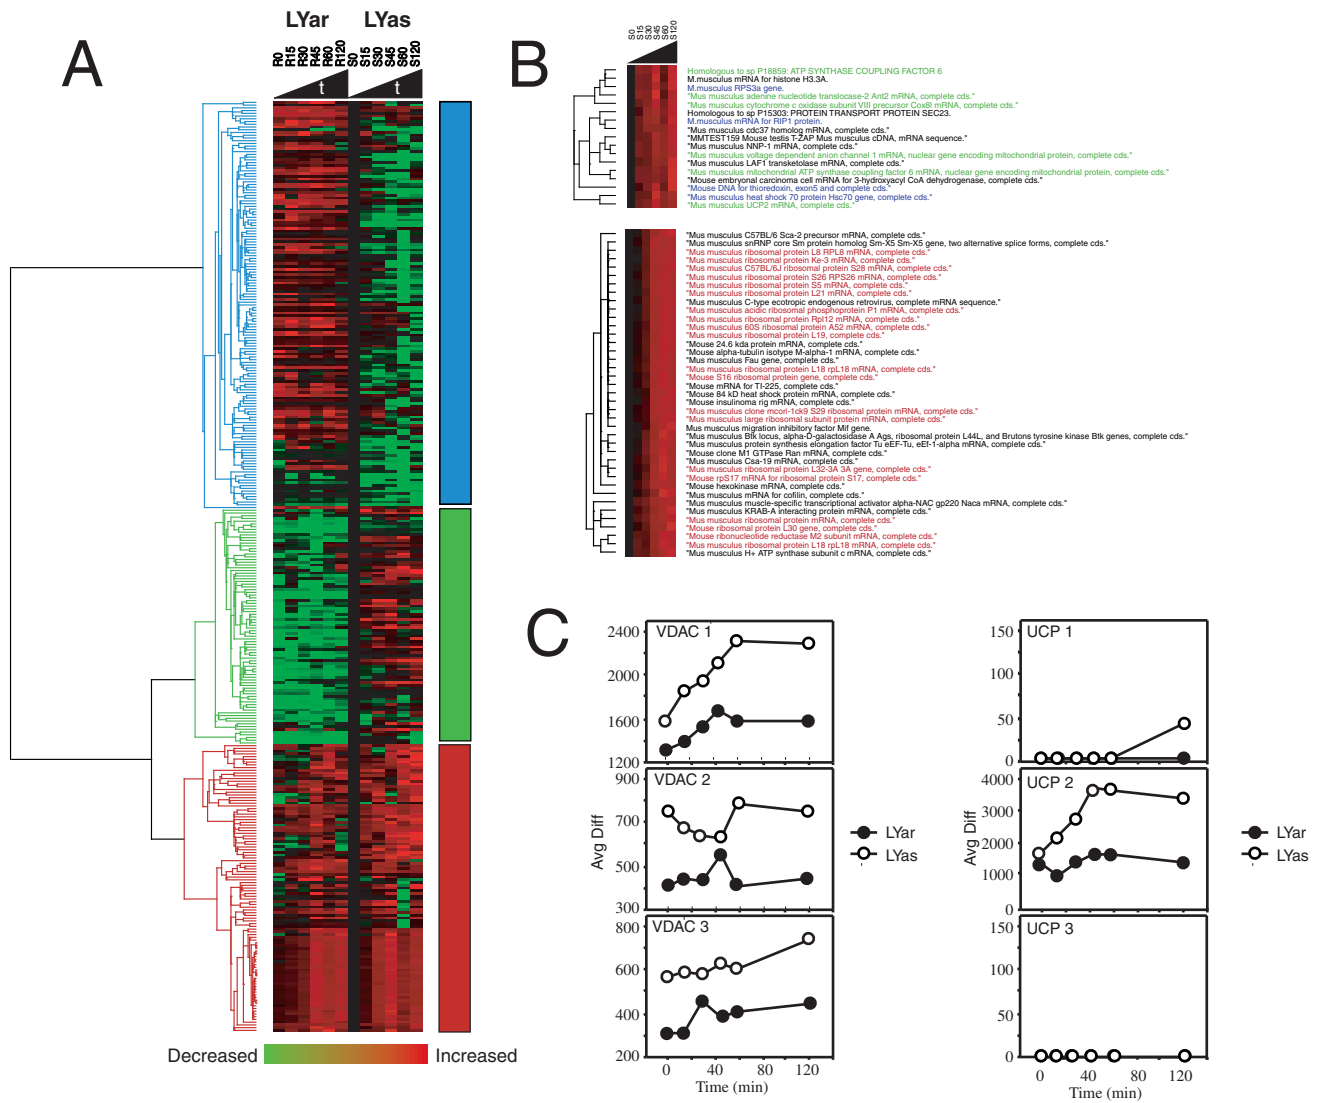 A
LYar
LYas
R0
R15
R30
R45
R60
R120
S0
S15
S30
S45
S60
S120
t
t
Decreased
Increased
B
S0
S15
S30
S45
S60
S120
Homologous to sp P18859: ATP SYNTHASE COUPLING FACTOR 6
M.musculus mRNA for histone H3.3A.
M.musculus RPS3a gene.
"Mus musculus adenine nucleotide translocase-2 Ant2 mRNA, complete cds."
"Mus musculus cytochrome c oxidase subunit VIII precursor Cox8l mRNA, complete cds."
Homologous to sp P15303: PROTEIN TRANSPORT PROTEIN SEC23.
M.musculus mRNA for RIP1 protein.
"Mus musculus cdc37 homolog mRNA, complete cds."
"MMTEST159 Mouse testis T-ZAP Mus musculus cDNA, mRNA sequence."
"Mus musculus NNP-1 mRNA, complete cds."
"Mus musculus voltage dependent anion channel 1 mRNA, nuclear gene encoding mitochondrial protein, complete cds."
"Mus musculus LAF1 transketolase mRNA, complete cds."
"Mus musculus mitochondrial ATP synthase coupling factor 6 mRNA, nuclear gene encoding mitochondrial protein, complete cds."
"Mouse embryonal carcinoma cell mRNA for 3-hydroxyacyl CoA dehydrogenase, complete cds."
"Mouse DNA for thioredoxin, exon5 and complete cds."
"Mus musculus heat shock 70 protein Hsc70 gene, complete cds."
"Mus musculus UCP2 mRNA, complete cds."
"Mus musculus C57BL/6 Sca-2 precursor mRNA, complete cds."
"Mus musculus snRNP core Sm protein homolog Sm-X5 Sm-X5 gene, two alternative splice forms, complete cds."
"Mus musculus ribosomal protein L8 RPL8 mRNA, complete cds."
"Mus musculus ribosomal protein Ke-3 mRNA, complete cds."
"Mus musculus C57BL/6J ribosomal protein S28 mRNA, complete cds."
"Mus musculus ribosomal protein S26 RPS26 mRNA, complete cds."
"Mus musculus ribosomal protein S5 mRNA, complete cds."
"Mus musculus ribosomal protein L21 mRNA, complete cds."
"Mus musculus C-type ecotropic endogenous retrovirus, complete mRNA sequence."
"Mus musculus acidic ribosomal phosphoprotein P1 mRNA, complete cds."
"Mus musculus ribosomal protein Rpl12 mRNA, complete cds."
"Mus musculus 60S ribosomal protein A52 mRNA, complete cds."
"Mus musculus ribosomal protein L19, complete cds."
"Mouse 24.6 kda protein mRNA, complete cds."
"Mouse alpha-tubulin isotype M-alpha-1 mRNA, complete cds."
"Mus musculus Fau gene, complete cds."
"Mus musculus ribosomal protein L18 rpL18 mRNA, complete cds."
"Mouse S16 ribosomal protein gene, complete cds."
"Mouse mRNA for TI-225, complete cds."
"Mouse 84 kD heat shock protein mRNA, complete cds."
"Mouse insulinoma rig mRNA, complete cds."
"Mus musculus clone mcori-1ck9 S29 ribosomal protein mRNA, complete cds."
"Mus musculus large ribosomal subunit protein mRNA, complete cds."
Mus musculus migration inhibitory factor Mif gene.
"Mus musculus Btk locus, alpha-D-galactosidase A Ags, ribosomal protein L44L, and Brutons tyrosine kinase Btk genes, complete cds."
"Mus musculus protein synthesis elongation factor Tu eEF-Tu, eEf-1-alpha mRNA, complete cds."
"Mouse clone M1 GTPase Ran mRNA, complete cds."
"Mus musculus Csa-19 mRNA, complete cds."
"Mus musculus ribosomal protein L32-3A 3A gene, complete cds."
"Mouse rpS17 mRNA for ribosomal protein S17, complete cds."
"Mouse hexokinase mRNA, complete cds."
"Mus musculus mRNA for cofilin, complete cds."
"Mus musculus muscle-specific transcriptional activator alpha-NAC gp220 Naca mRNA, complete cds."
"Mus musculus KRAB-A interacting protein mRNA, complete cds."
"Mus musculus ribosomal protein mRNA, complete cds."
"Mouse ribosomal protein L30 gene, complete cds."
"Mouse ribonucleotide reductase M2 subunit mRNA, complete cds."
"Mus musculus ribosomal protein L18 rpL18 mRNA, complete cds."
"Mus musculus H+ ATP synthase subunit c mRNA, complete cds."
C
VDAC 1
2400
2000
1600
1200
VDAC 2
900
700
500
300
VDAC 3
800
600
400
200
Avg Diff
0 40 80 120
Time (min)
LYar
LYas
UCP 1
150
100
50
0
UCP 2
4000
3000
2000
1000
0
UCP 3
150
100
50
0
Avg Diff
0 40 80 120
Time (min)
LYar
LYas